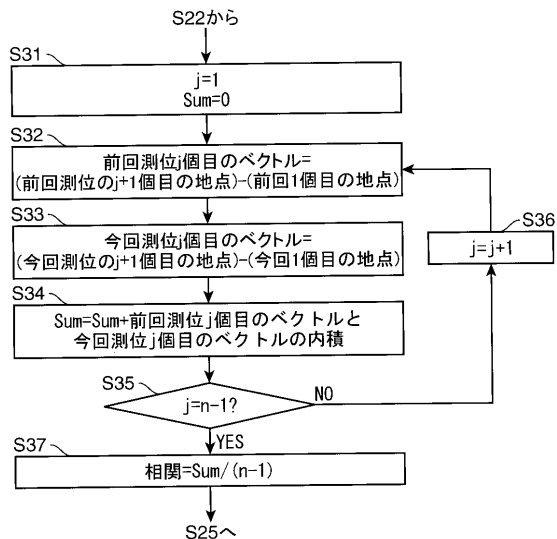 S22から
S31
j=1
Sum=0
S32
前回測位j個目のベクトル=
(前回測位のj+1個目の地点)-(前回1個目の地点)
S33
今回測位j個目のベクトル=
(今回測位のj+1個目の地点)-(今回1個目の地点)
S36
j=j+1
S34
Sum=Sum+前回測位j個目のベクトルと
今回測位j個目のベクトルの内積
S35
j=n-1?
NO
YES
S37
相関=Sum/(n-1)
S25へ